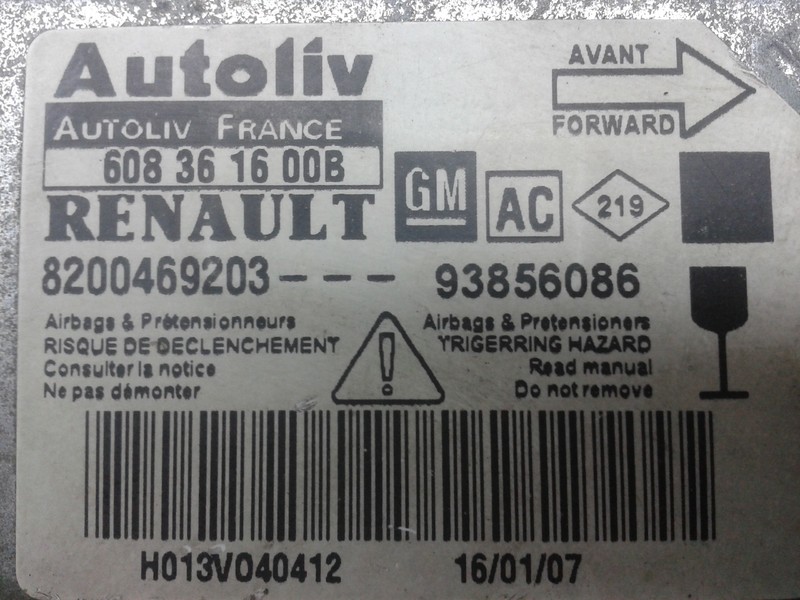 Autoliv
AVANT
AUTOLIV FRANCE
FORWARD
608 36 16 00B
RENAULT
GM
AC
219
8200469203--- 93856086
Airbags & Prétensionneurs
RISQUE DE DECLENCHEMENT
Consulter la notice
Ne pas démonter
!
Airbags & Pretensioners
TRIGERRING HAZARD
Read manual
Do not remove
H013V040412 16/01/07